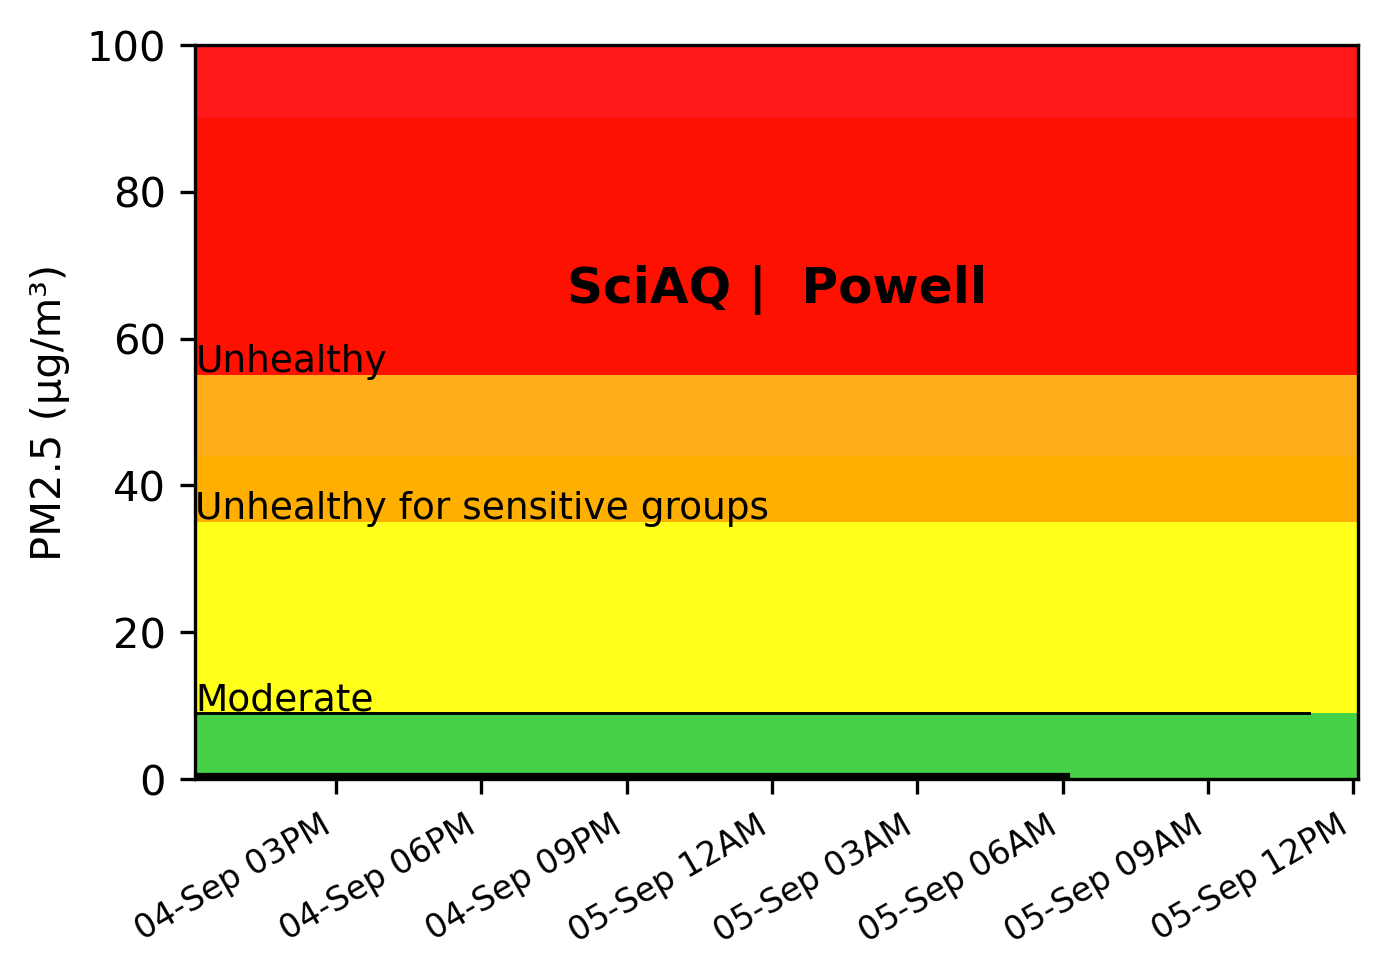 100
80
60
40
20
0
PM2.5 (µg/m³)
SciAQ |  Powell
Unhealthy
Unhealthy for sensitive groups
Moderate
04-Sep 03PM
04-Sep 06PM
04-Sep 09PM
05-Sep 12AM
05-Sep 03AM
05-Sep 06AM
05-Sep 09AM
05-Sep 12PM